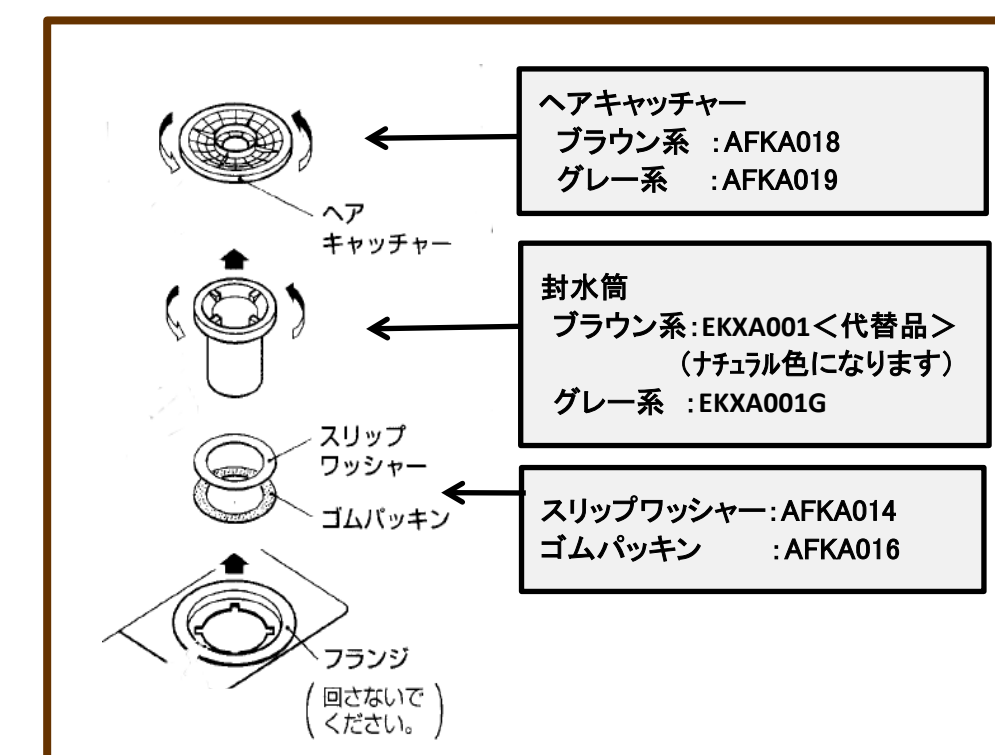 ヘアキャッチャー
ブラウン系 :AFKA018
グレー系 :AFKA019
ヘア
キャッチャー
封水筒
ブラウン系:EKXA001<代替品>
(ナチュラル色になります)
グレー系 :EKXA001G
スリップ
ワッシャー
ゴムパッキン
スリップワッシャー:AFKA014
ゴムパッキン :AFKA016
フランジ
(回さないで
ください。)